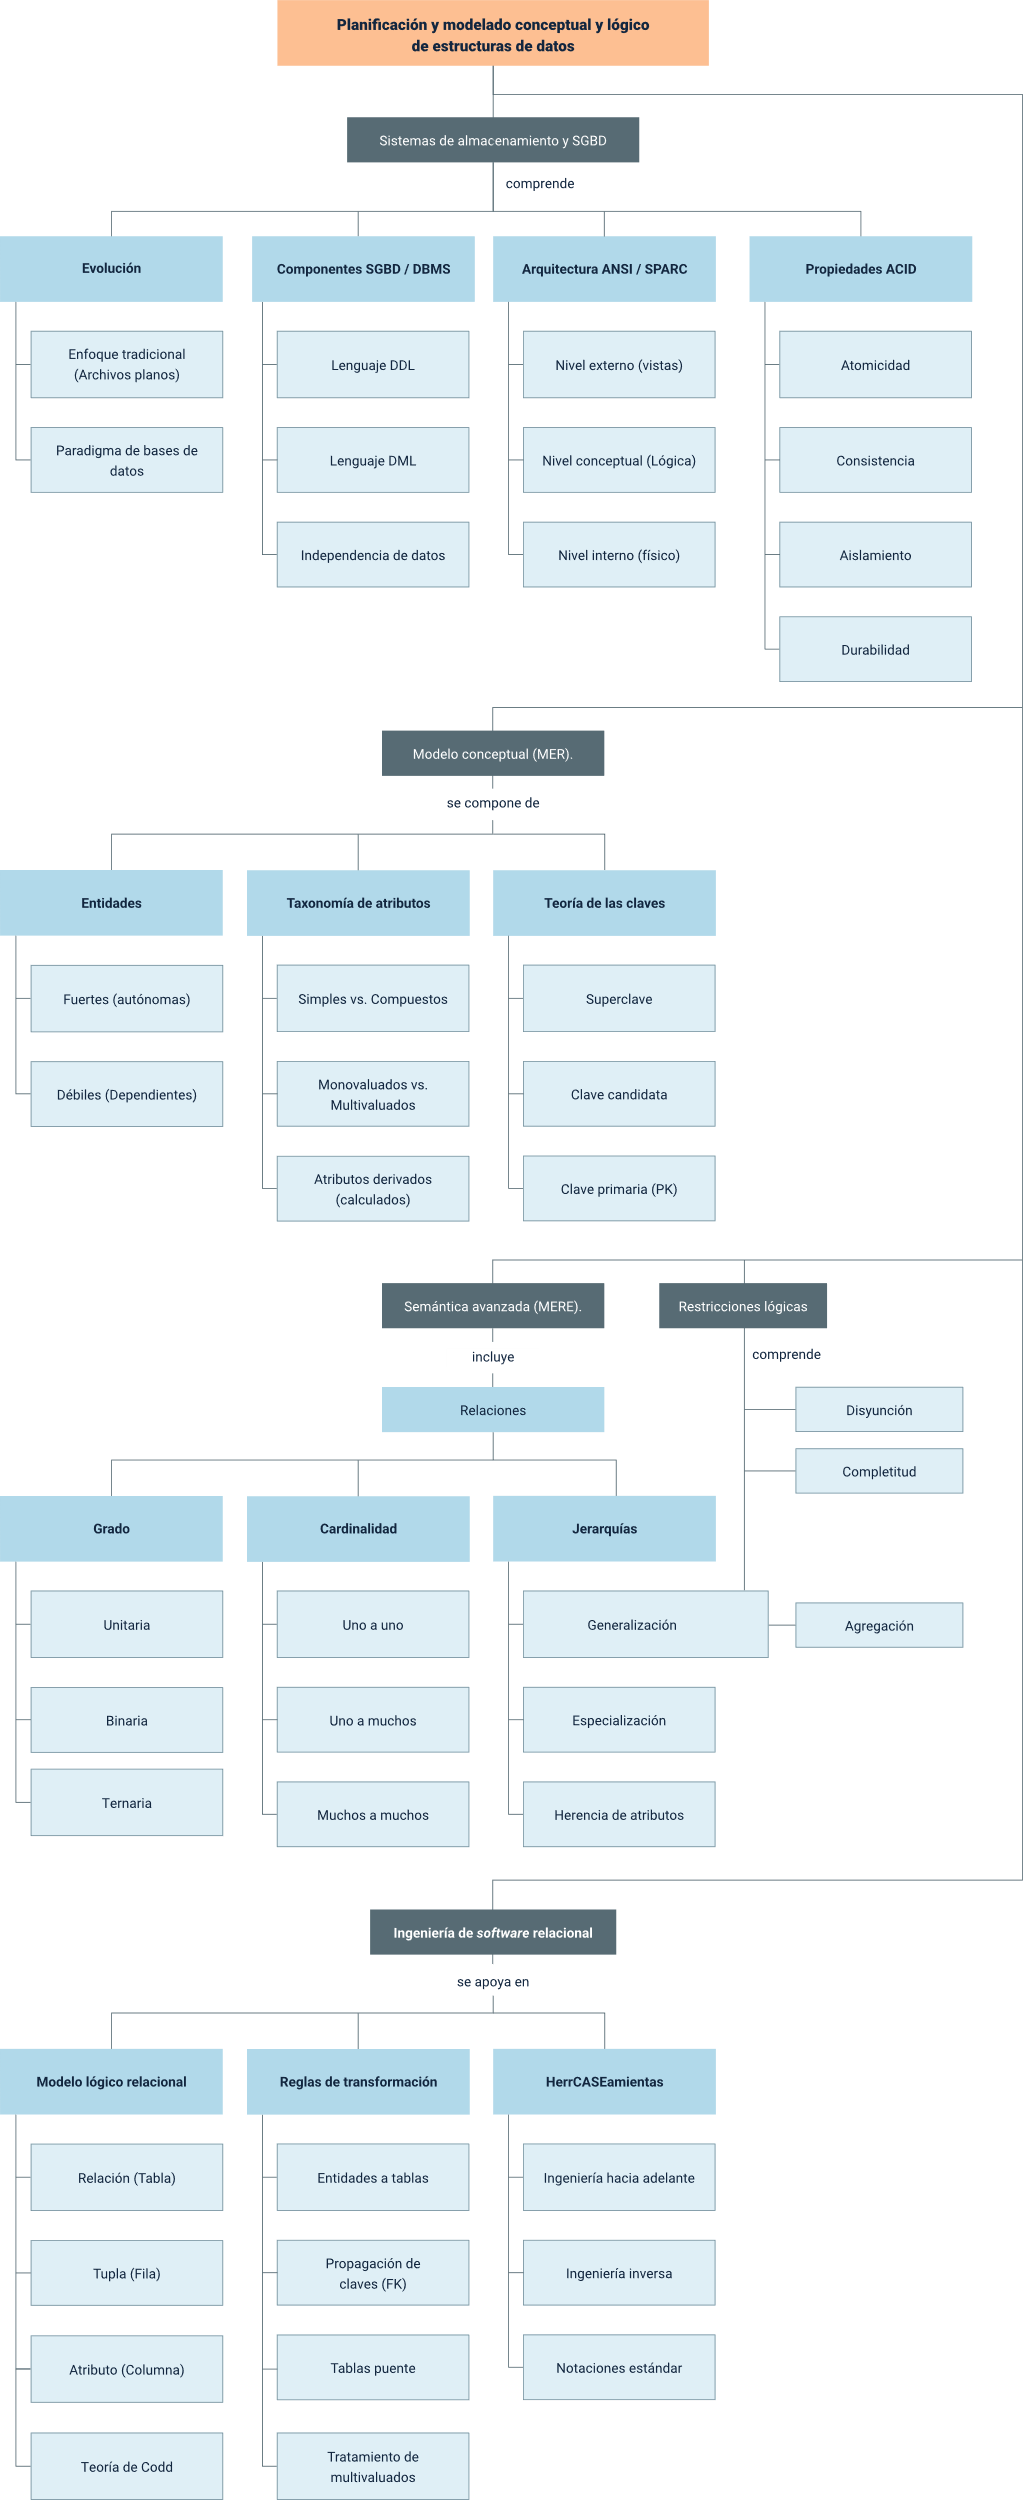 Planificación y modelado conceptual y lógico
de estructuras de datos
Sistemas de almacenamiento y SGBD
comprende
Evolución
Componentes SGBD / DBMS
Arquitectura ANSI / SPARC
Propiedades ACID
Enfoque tradicional
(Archivos planos)
Lenguaje DDL
Nivel externo (vistas)
Atomicidad
Paradigma de bases de
datos
Lenguaje DML
Nivel conceptual (Lógica)
Consistencia
Independencia de datos
Nivel interno (físico)
Aislamiento
Durabilidad
Modelo conceptual (MER).
se compone de
Entidades
Taxonomía de atributos
Teoría de las claves
Fuertes (autónomas)
Simples vs. Compuestos
Superclave
Débiles (Dependientes)
Monovaluados vs.
Multivaluados
Clave candidata
Atributos derivados
(calculados)
Clave primaria (PK)
Semántica avanzada (MERE).
Restricciones lógicas
incluye
comprende
Relaciones
Disyunción
Completitud
Grado
Cardinalidad
Jerarquías
Unitaria
Uno a uno
Generalización
Agregación
Binaria
Uno a muchos
Especialización
Ternaria
Muchos a muchos
Herencia de atributos
Ingeniería de software relacional
se apoya en
Modelo lógico relacional
Reglas de transformación
HerrCASEamientas
Relación (Tabla)
Entidades a tablas
Ingeniería hacia adelante
Tupla (Fila)
Propagación de
claves (FK)
Ingeniería inversa
Atributo (Columna)
Tablas puente
Notaciones estándar
Teoría de Codd
Tratamiento de
multivaluados